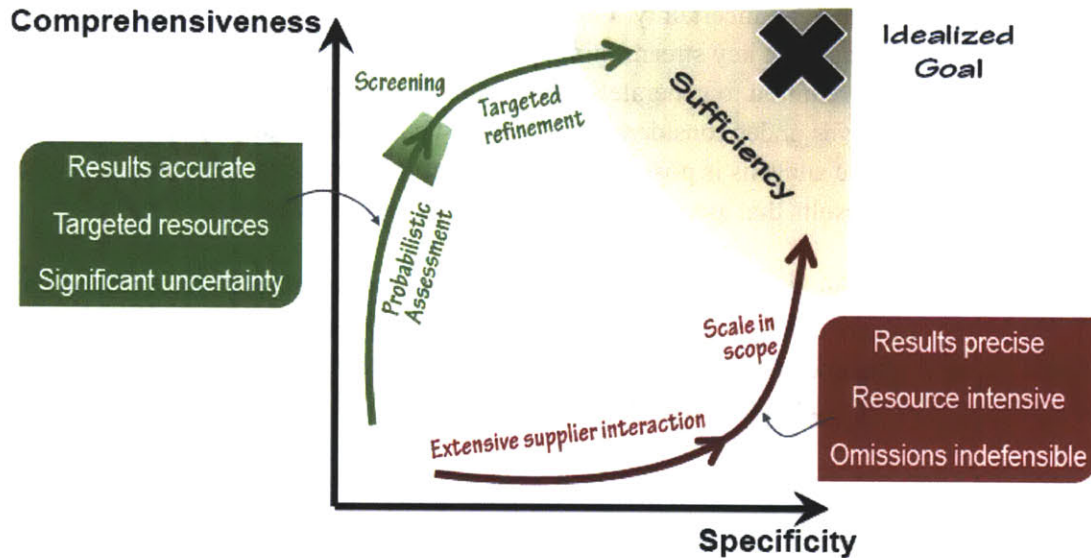 Comprehensiveness
Idealized
Goal
Screening
Targeted
refinement
Sufficiency
Results accurate
Targeted resources
Significant uncertainty
Probabilistic
Assessment
Scale in
scope
Results precise
Resource intensive
Omissions indefensible
Extensive supplier interaction
Specificity